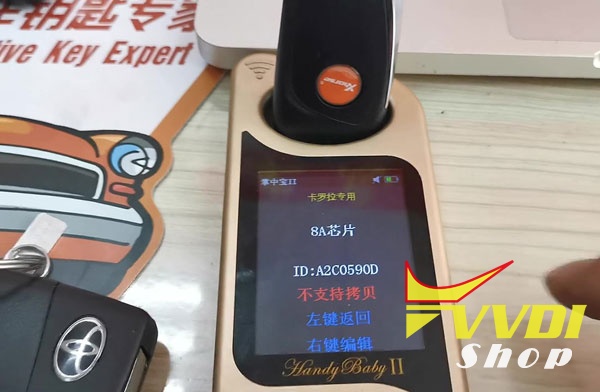 车钥匙专家
ive Key Expert
Xhorse
掌中宝II
卡罗拉专用
8A芯片
ID:A2C0590D
不支持拷贝
左键返回
右键编辑
Handy Baby II
VVDI
Shop